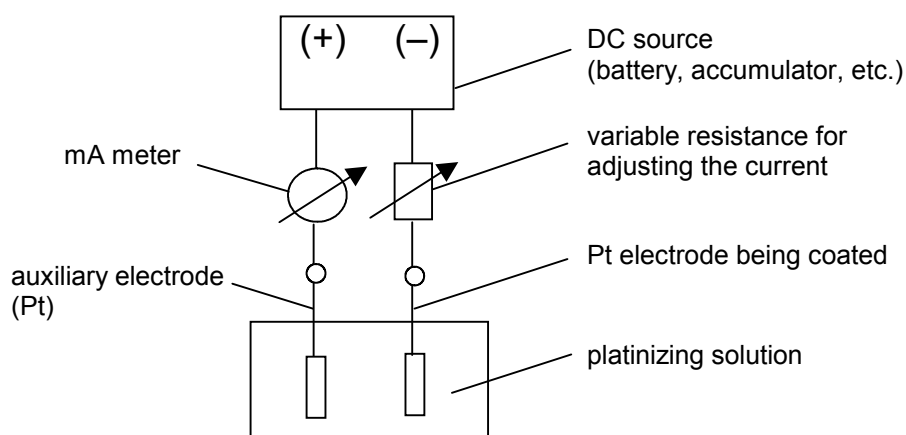 (+) (–)
DC source
(battery, accumulator, etc.)
mA meter
variable resistance for
adjusting the current
auxiliary electrode
(Pt)
Pt electrode being coated
platinizing solution